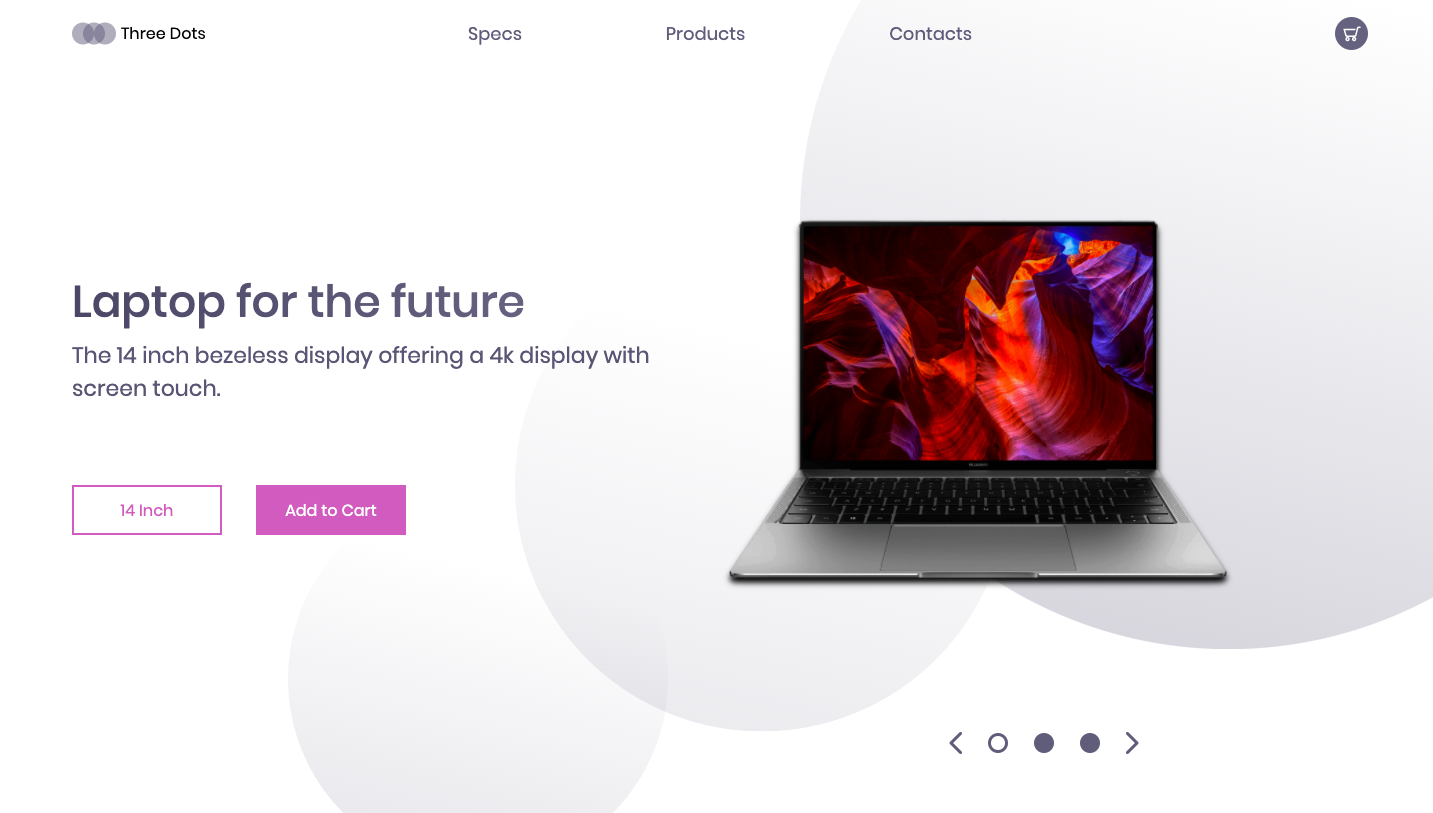 Three Dots
Specs
Products
Contacts
Laptop for the future
The 14 inch bezeless display offering a 4k display with
screen touch.
14 Inch
Add to Cart
HUAWEI